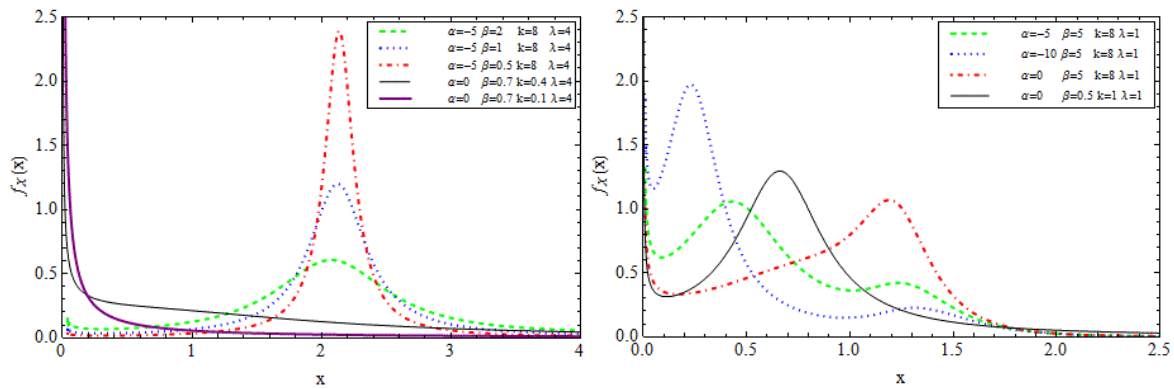 2.5
2.0
1.5
1.0
0.5
0.0
fX(x)
α=-5 β=2 k=8 λ=4
α=-5 β=1 k=8 λ=4
α=-5 β=0.5 k=8 λ=4
α=0 β=0.7 k=0.4 λ=4
α=0 β=0.7 k=0.1 λ=4
0 1 2 3 4
x
2.5
2.0
1.5
1.0
0.5
0.0
fX(x)
α=-5 β=5 k=8 λ=1
α=-10 β=5 k=8 λ=1
α=0 β=5 k=8 λ=1
α=0 β=0.5 k=1 λ=1
0.0 0.5 1.0 1.5 2.0 2.5
x